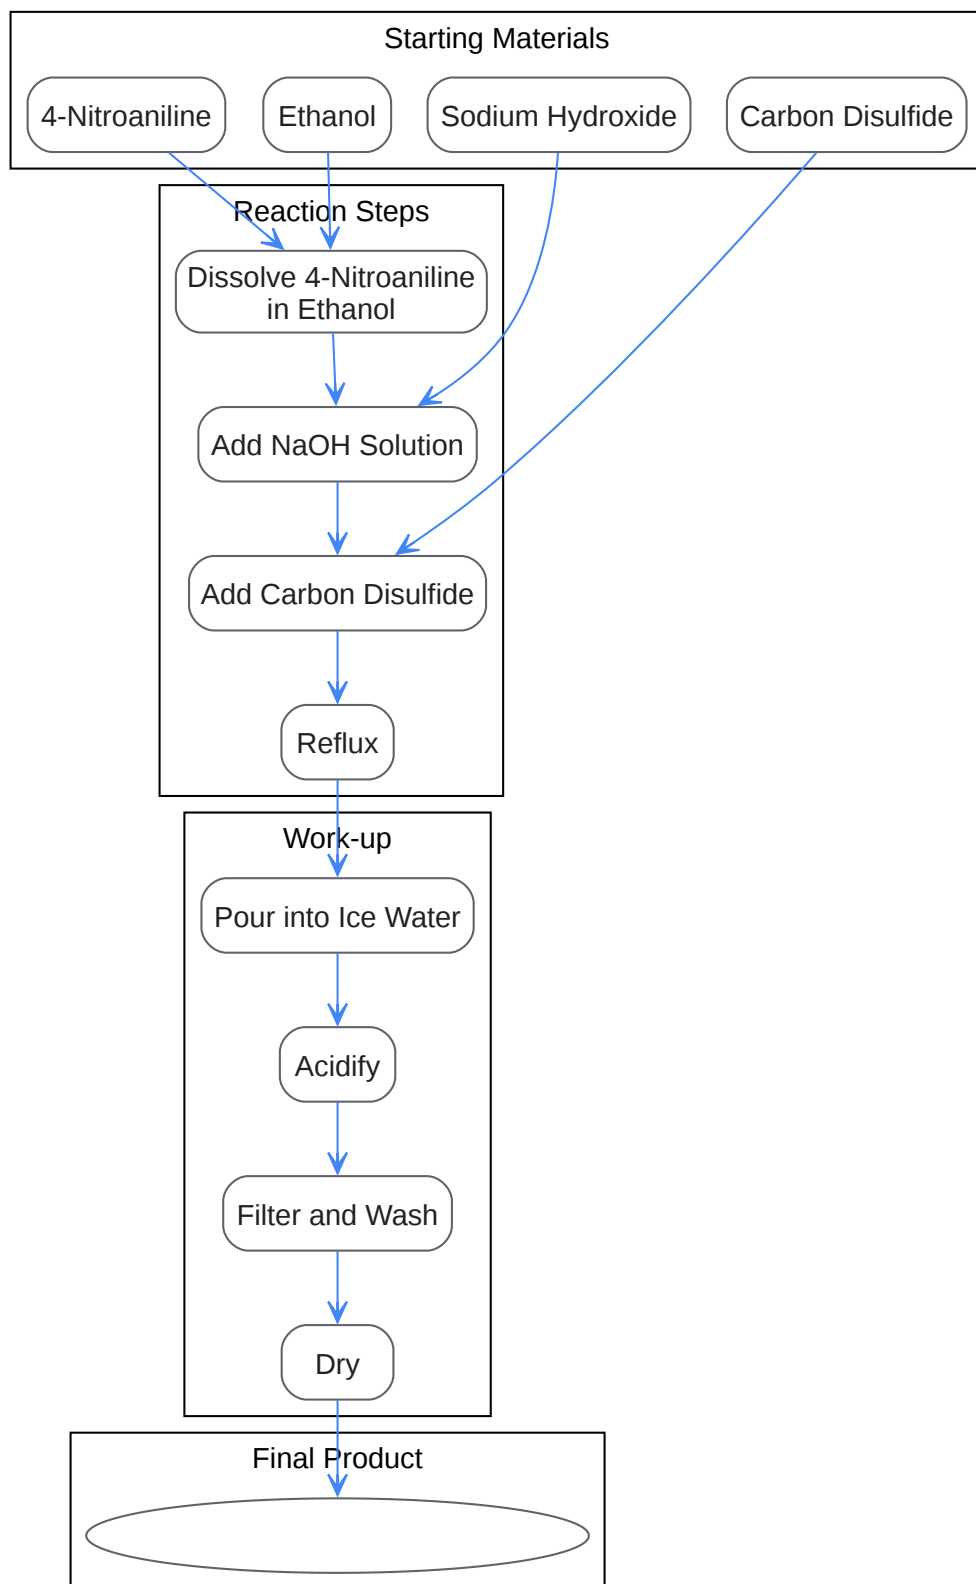 Starting Materials
4-Nitroaniline
Ethanol
Sodium Hydroxide
Carbon Disulfide
Reaction Steps
Dissolve 4-Nitroaniline
in Ethanol
Add NaOH Solution
Add Carbon Disulfide
Reflux
Work-up
Pour into Ice Water
Acidify
Filter and Wash
Dry
Final Product